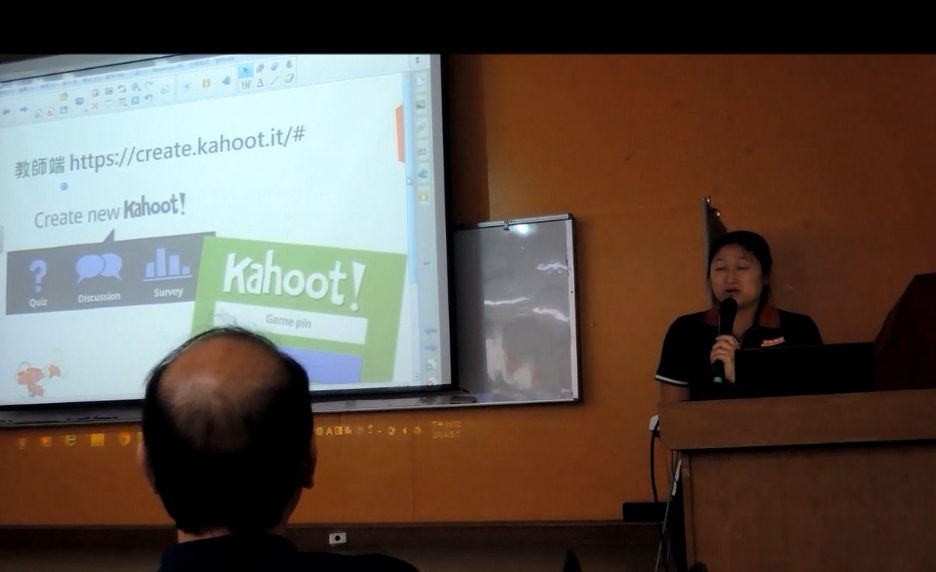 教師端 https://create.kahoot.it/#
Create new Kahoot!
Quiz
Discussion
Survey
Kahoot!
Game pin